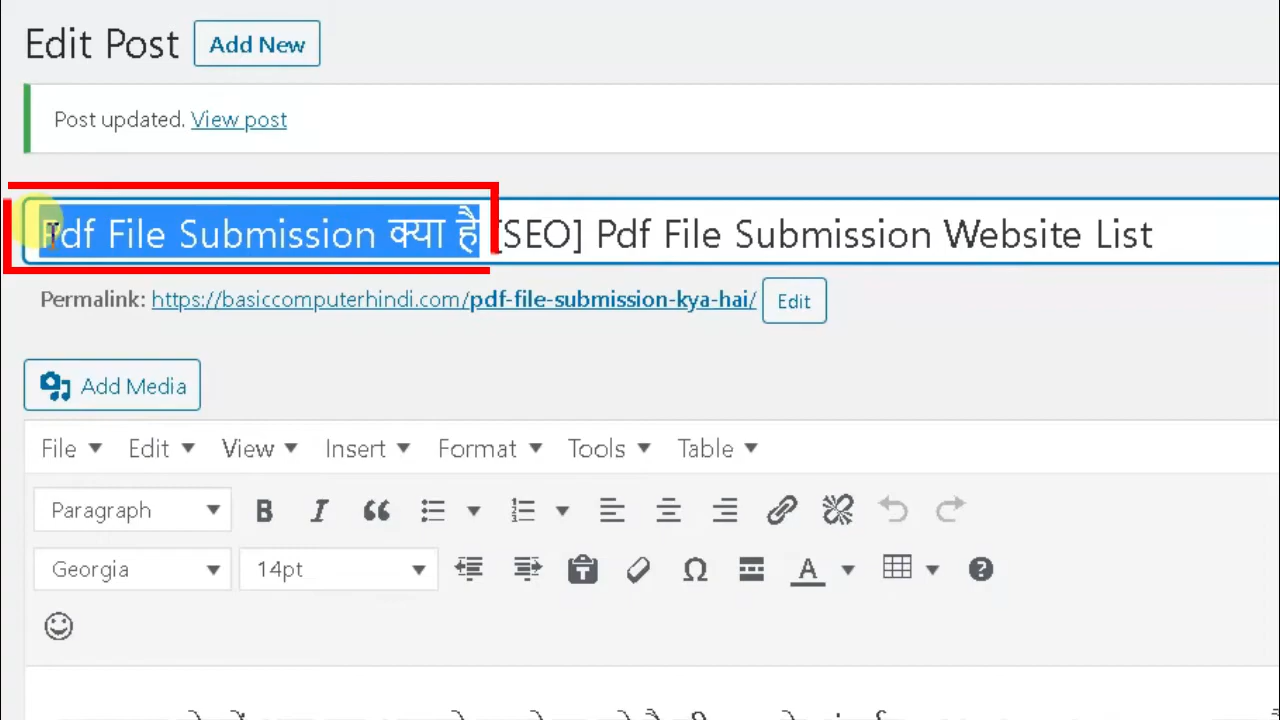 Edit Post Add New
Post updated. View post
Pdf File Submission क्या है [SEO] Pdf File Submission Website List
Permalink: https://basiccomputerhindi.com/pdf-file-submission-kya-hai/ Edit
Add Media
File Edit View Insert Format Tools Table
Paragraph
Georgia 14pt